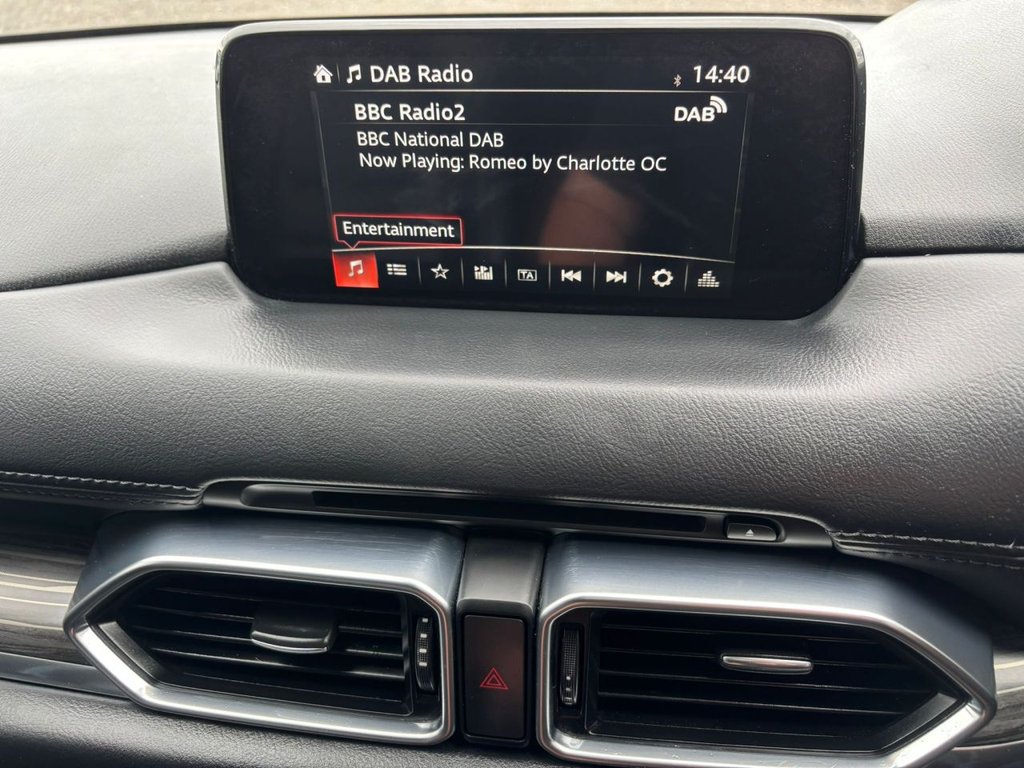 DAB Radio 14:40
BBC Radio2 DAB
BBC National DAB
Now Playing: Romeo by Charlotte OC
Entertainment
TA